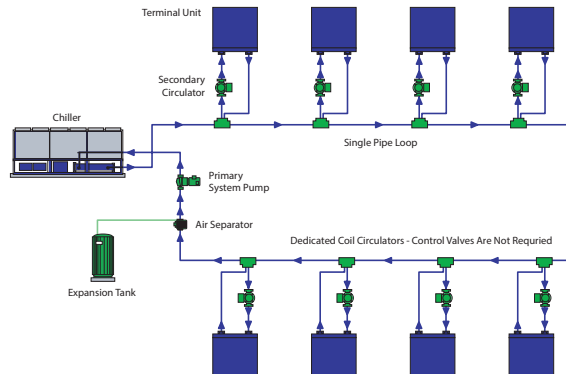 Terminal Unit
Secondary
Circulator
Chiller
Single Pipe Loop
Primary
System Pump
Air Separator
Dedicated Coil Circulators - Control Valves Are Not Requried
Expansion Tank